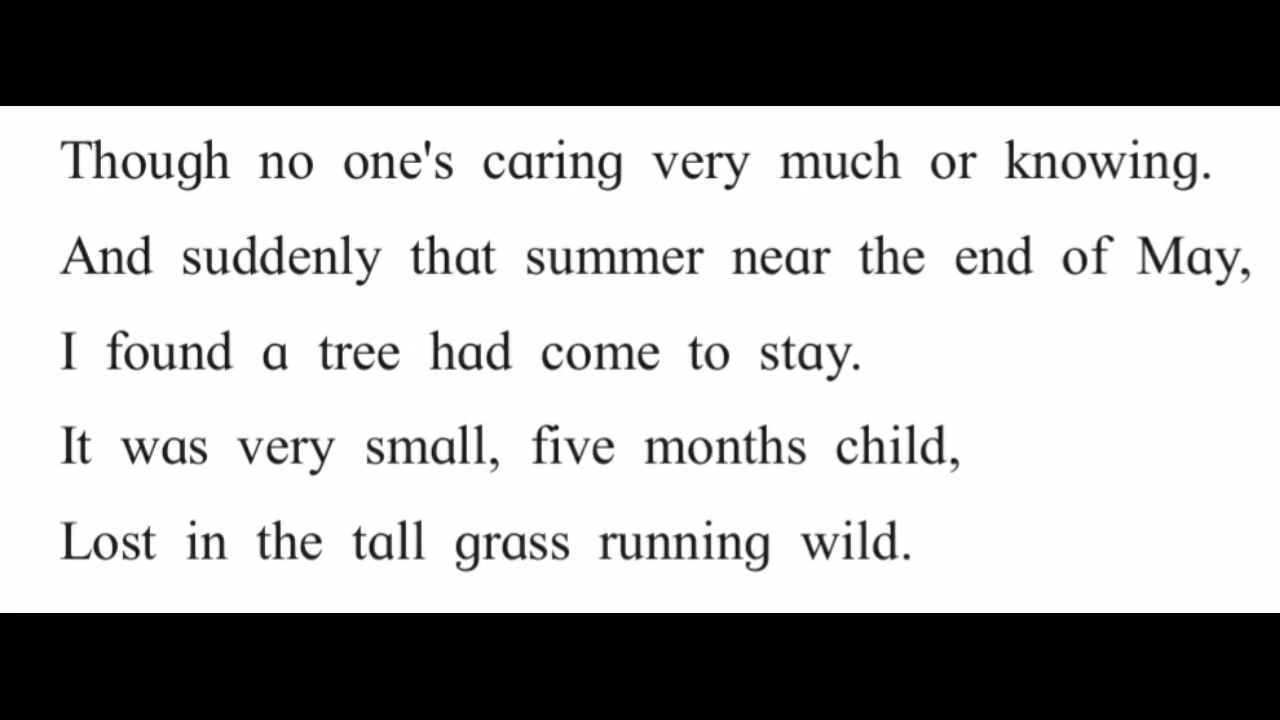 Though no one's caring very much or knowing.
And suddenly that summer near the end of May,
I found a tree had come to stay.
It was very small, five months child,
Lost in the tall grass running wild.